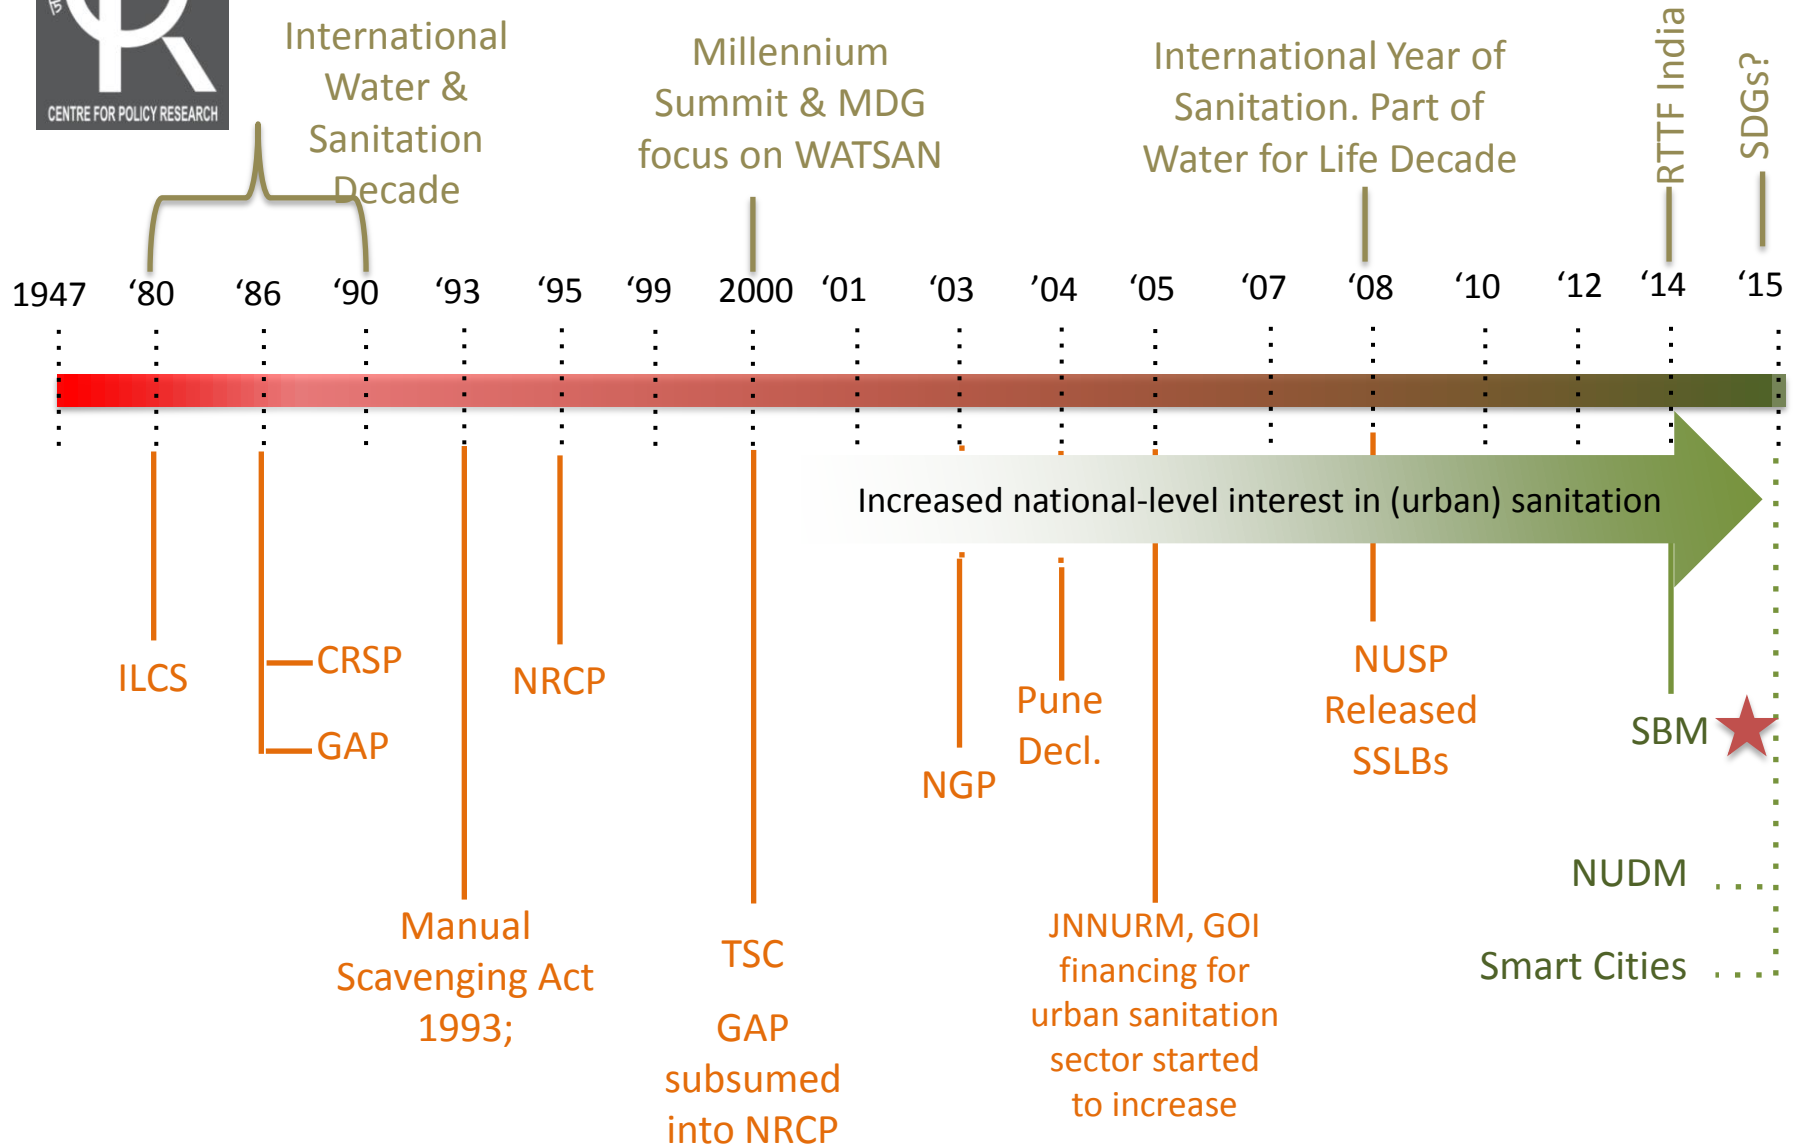 CENTRE FOR POLICY RESEARCH
International
Water &
Sanitation
Decade
Millennium
Summit & MDG
focus on WATSAN
International Year of
Sanitation. Part of
Water for Life Decade
RTTF India
SDGs?
1947 ‘80 ‘86 ‘90 ‘93 ‘95 ‘99 2000 ‘01 ‘03 ’04 ‘05 ‘07 ‘08 ‘10 ‘12 ‘14 ‘15
Increased national-level interest in (urban) sanitation
ILCS
CRSP
GAP
Manual
Scavenging Act
1993;
NRCP
TSC
GAP
subsumed
into NRCP
NGP
Pune
Decl.
JNNURM, GOI
financing for
urban sanitation
sector started
to increase
NUSP
Released
SSLBs
SBM
NUDM
Smart Cities